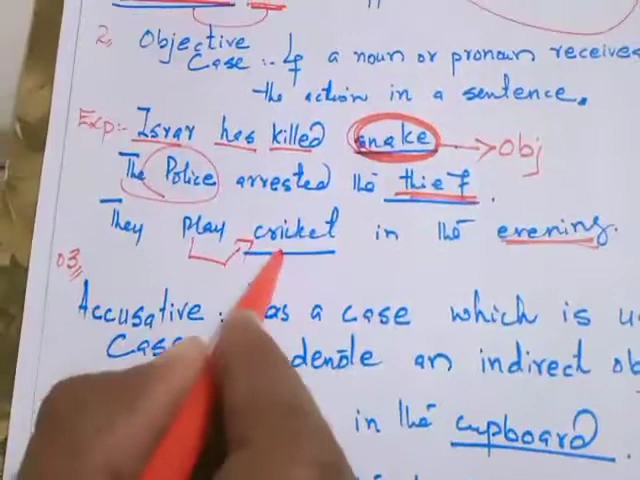 2, Objective Case :- If a noun or pronoun receives
the action in a sentence.
Exp:- Israr has killed snake → Obj
The Police arrested the thief.
They play cricket in the evening.
03
Accusative : as a case which is
Case denote an indirect
in the cupboard.